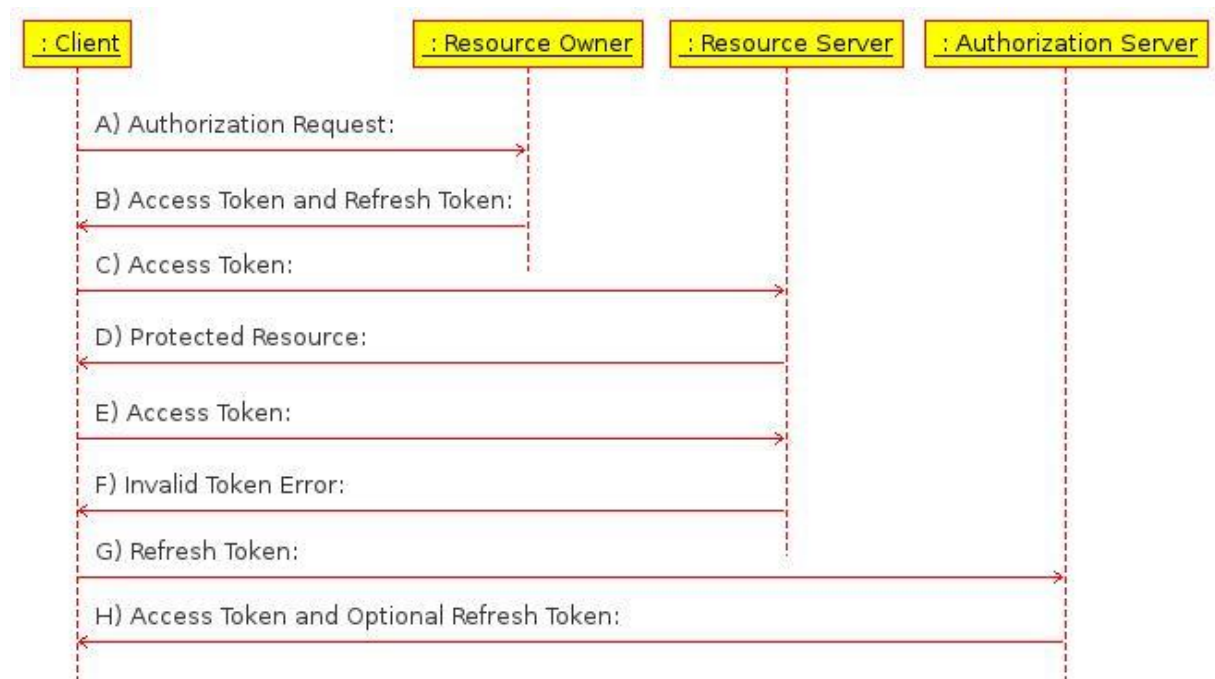 : Client
: Resource Owner
: Resource Server
: Authorization Server
A) Authorization Request:
B) Access Token and Refresh Token:
C) Access Token:
D) Protected Resource:
E) Access Token:
F) Invalid Token Error:
G) Refresh Token:
H) Access Token and Optional Refresh Token: